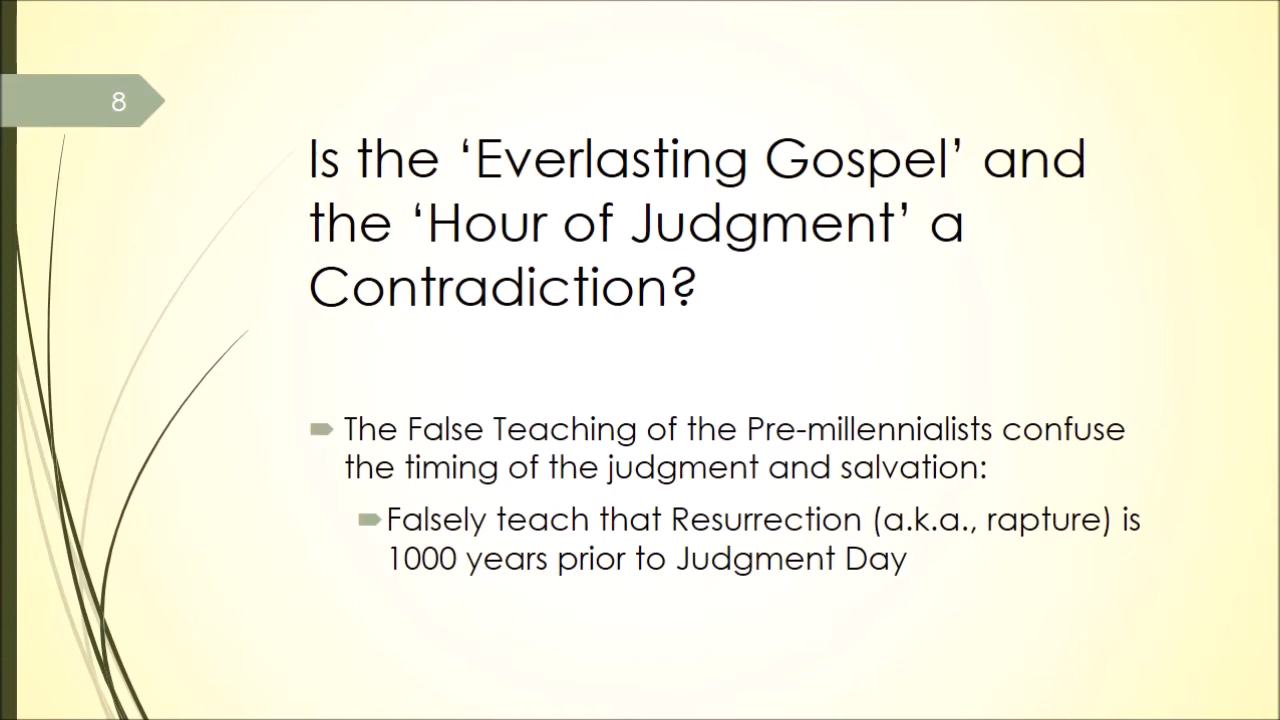 8
Is the ‘Everlasting Gospel’ and
the ‘Hour of Judgment’ a
Contradiction?
The False Teaching of the Pre-millennialists confuse
the timing of the judgment and salvation:
Falsely teach that Resurrection (a.k.a., rapture) is
1000 years prior to Judgment Day